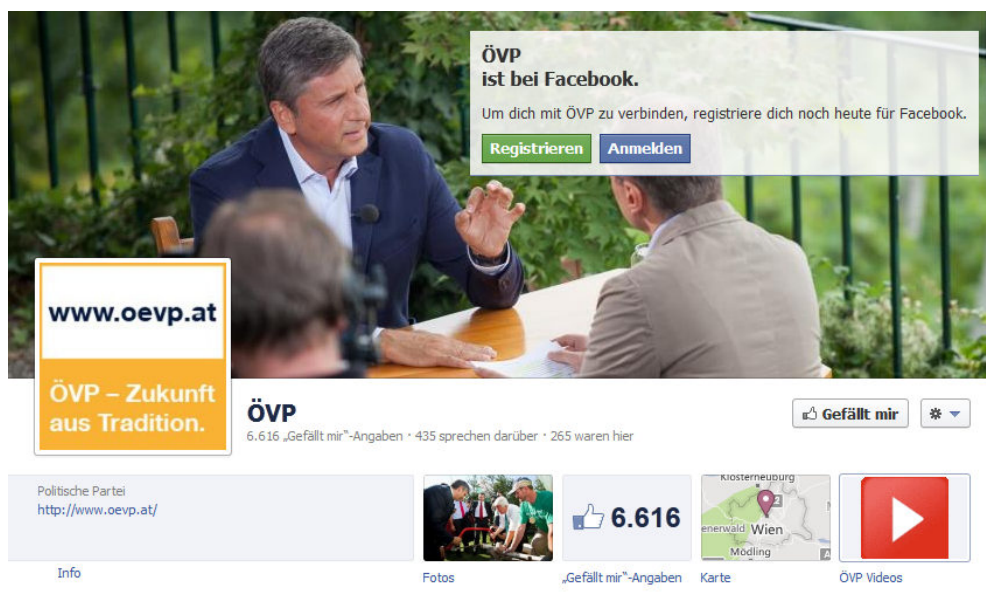 ÖVP
ist bei Facebook.
Um dich mit ÖVP zu verbinden, registriere dich noch heute für Facebook.
Registrieren
Anmelden
www.oevp.at
ÖVP – Zukunft
aus Tradition.
ÖVP
6.616 „Gefällt mir“-Angaben · 435 sprechen darüber · 265 waren hier
Gefällt mir
Politische Partei
http://www.oevp.at/
6.616
Klosterneuburg
enerwald
Wien
Mödling
Info
Fotos
„Gefällt mir“-Angaben
Karte
ÖVP Videos